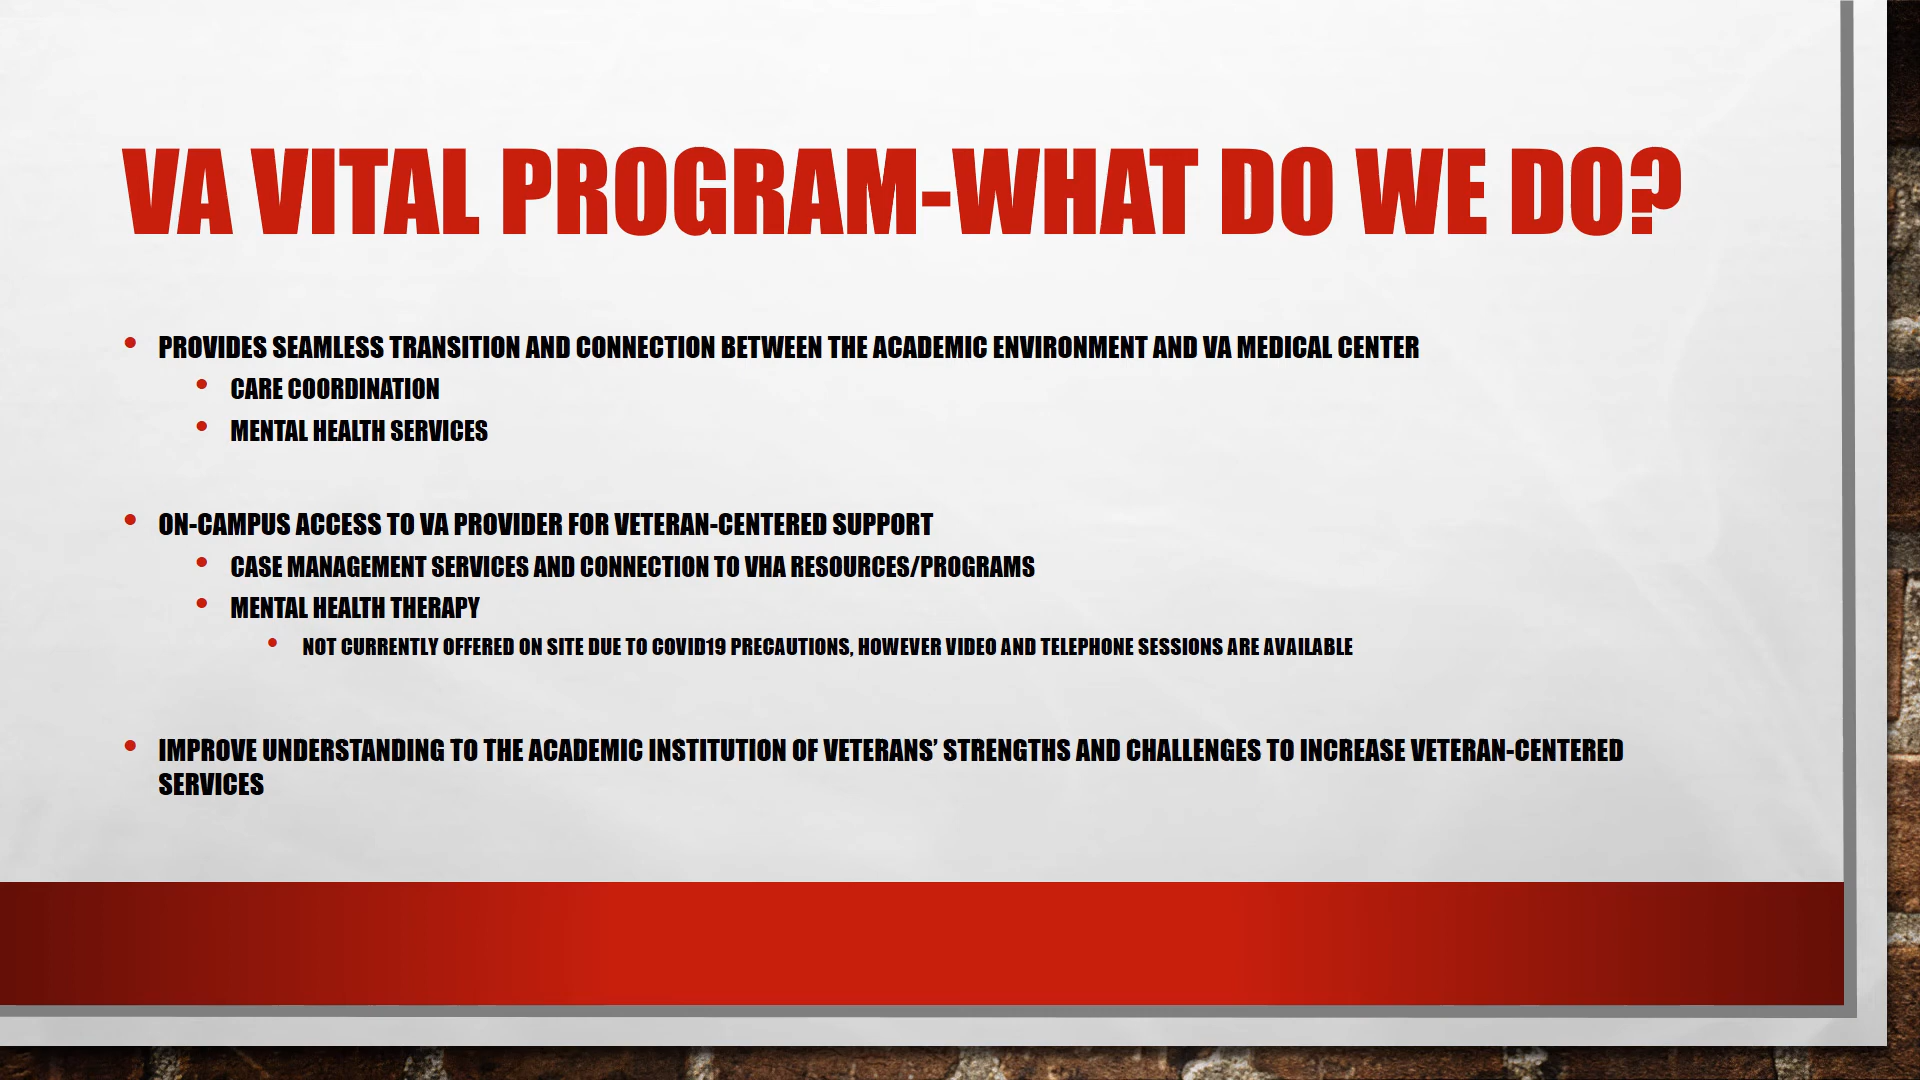 VA VITAL PROGRAM-WHAT DO WE DO?
• PROVIDES SEAMLESS TRANSITION AND CONNECTION BETWEEN THE ACADEMIC ENVIRONMENT AND VA MEDICAL CENTER
• CARE COORDINATION
• MENTAL HEALTH SERVICES
• ON-CAMPUS ACCESS TO VA PROVIDER FOR VETERAN-CENTERED SUPPORT
• CASE MANAGEMENT SERVICES AND CONNECTION TO VHA RESOURCES/PROGRAMS
• MENTAL HEALTH THERAPY
• NOT CURRENTLY OFFERED ON SITE DUE TO COVID19 PRECAUTIONS, HOWEVER VIDEO AND TELEPHONE SESSIONS ARE AVAILABLE
• IMPROVE UNDERSTANDING TO THE ACADEMIC INSTITUTION OF VETERANS’ STRENGTHS AND CHALLENGES TO INCREASE VETERAN-CENTERED
SERVICES